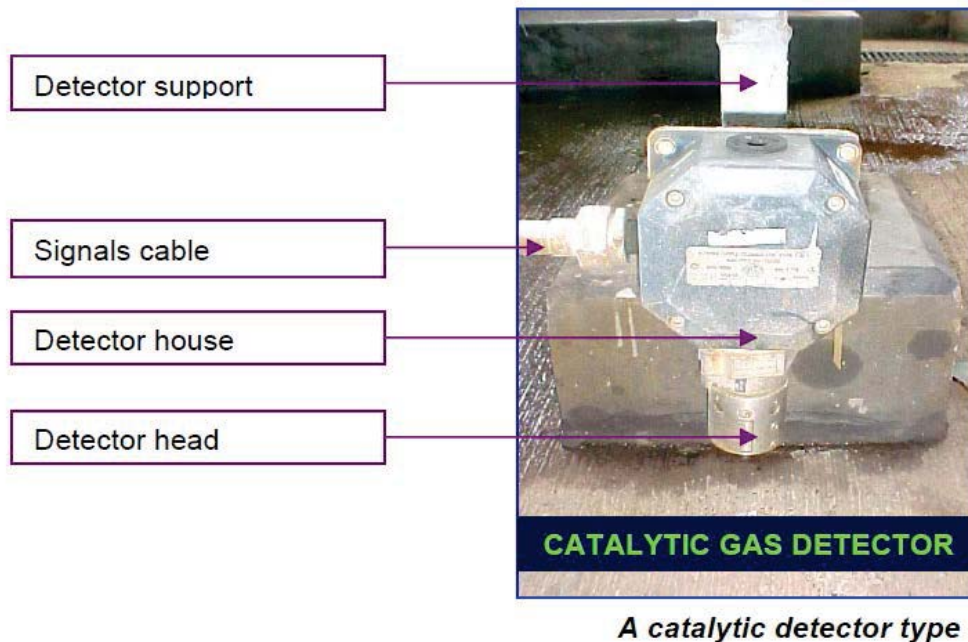 Detector support
Signals cable
Detector house
Detector head
CATALYTIC GAS DETECTOR
A catalytic detector type